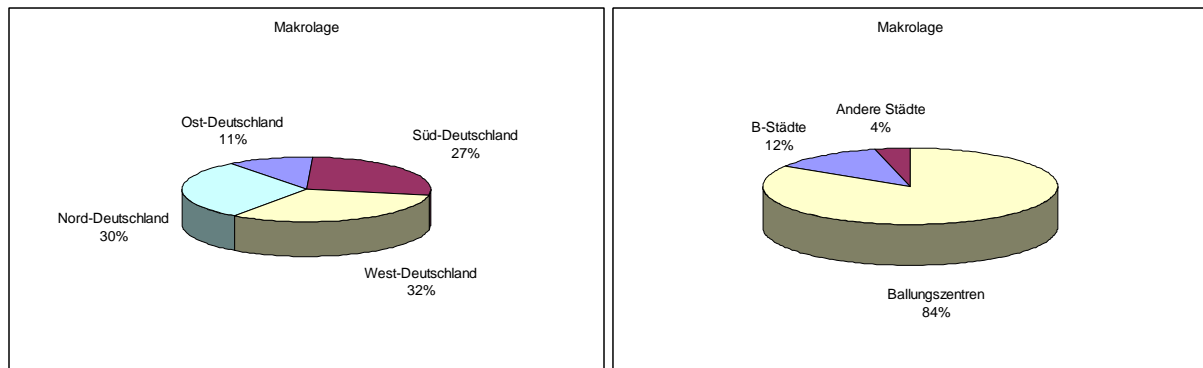 Makrolage
Ost-Deutschland
11%
Süd-Deutschland
27%
Nord-Deutschland
30%
West-Deutschland
32%
Makrolage
Andere Städte
4%
B-Städte
12%
Ballungszentren
84%